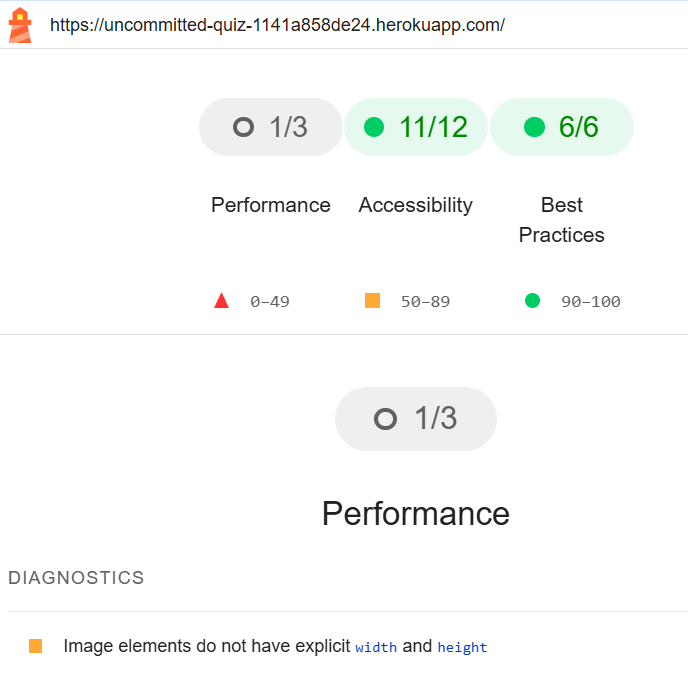 https://uncommitted-quiz-1141a858de24.herokuapp.com/
1/3 11/12 6/6
Performance Accessibility Best
Practices
0–49 50–89 90–100
1/3
Performance
DIAGNOSTICS
Image elements do not have explicit width and height